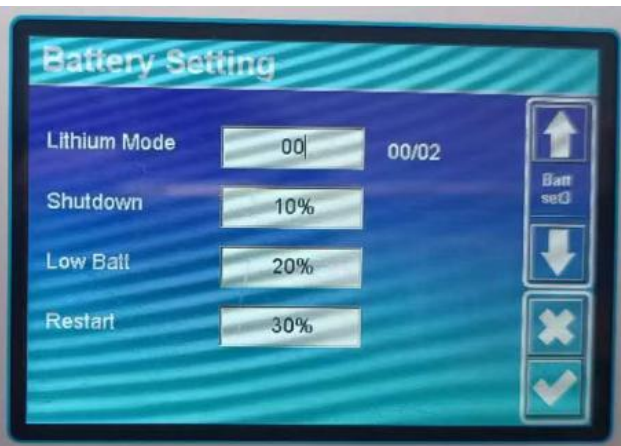 Battery Setting
Lithium Mode 00 00/02
Shutdown 10%
Low Batt 20%
Restart 30%
Batt
set3